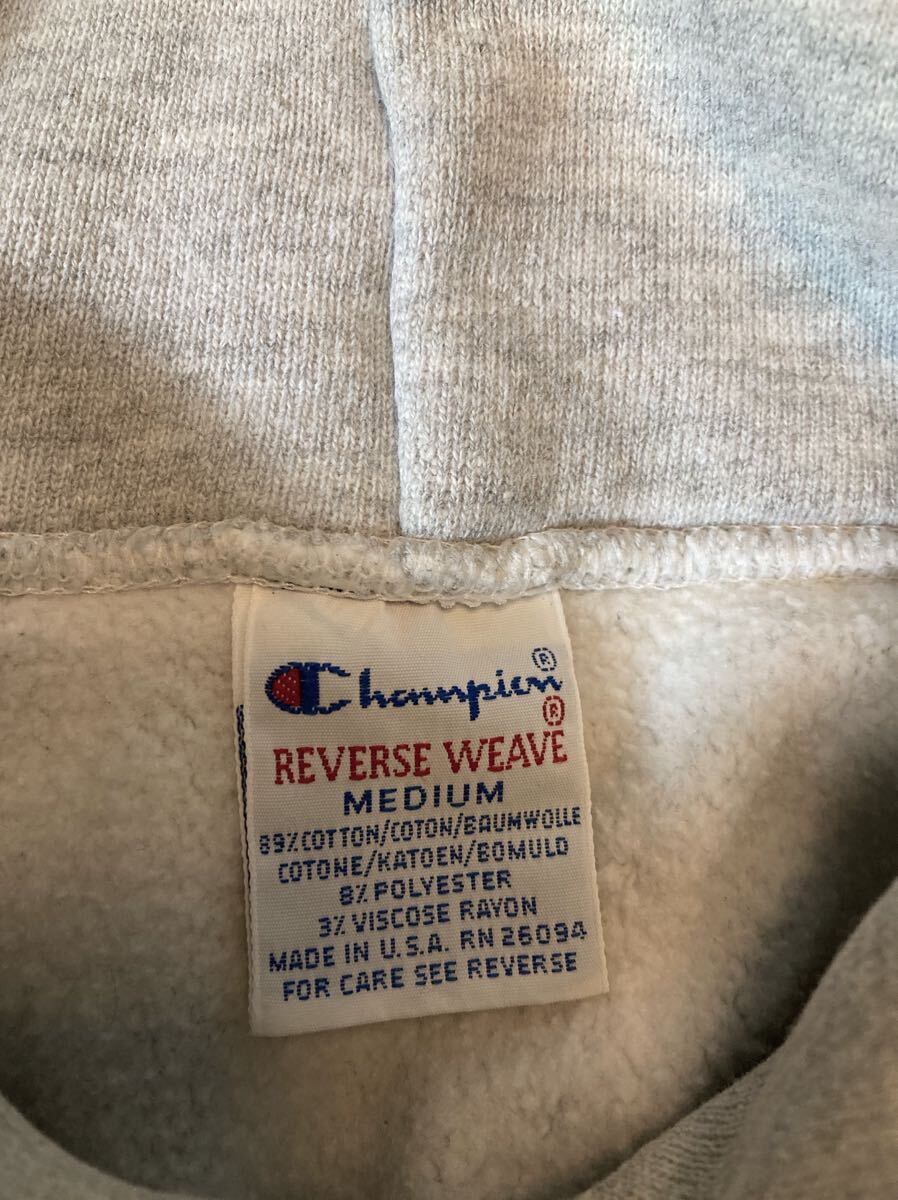 Champion®
REVERSE WEAVE®
MEDIUM
89% COTTON/COTON/BAUMWOLLE
COTONE/KATOEN/BOMULD
8% POLYESTER
3% VISCOSE RAYON
MADE IN U.S.A. RN 26094
FOR CARE SEE REVERSE